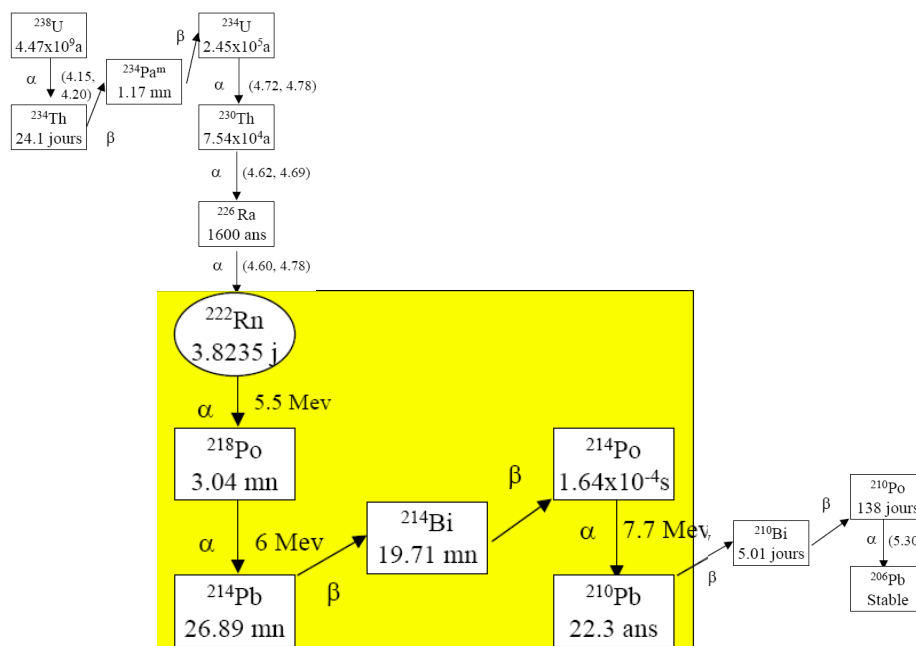 ²³⁸U
4.47x10⁹a
α
(4.15,
4.20)
²³⁴Th
24.1 jours
β
²³⁴Paᵐ
1.17 mn
β
²³⁴U
2.45x10⁵a
α
(4.72, 4.78)
²³⁰Th
7.54x10⁴a
α
(4.62, 4.69)
²²⁶Ra
1600 ans
α
(4.60, 4.78)
²²²Rn
3.8235 j
α
5.5 Mev
²¹⁸Po
3.04 mn
α
6 Mev
²¹⁴Pb
26.89 mn
β
²¹⁴Bi
19.71 mn
β
²¹⁴Po
1.64x10⁻⁴s
α
7.7 Mev
²¹⁰Pb
22.3 ans
β
²¹⁰Bi
5.01 jours
β
²¹⁰Po
138 jours
α
(5.30
²⁰⁶Pb
Stable